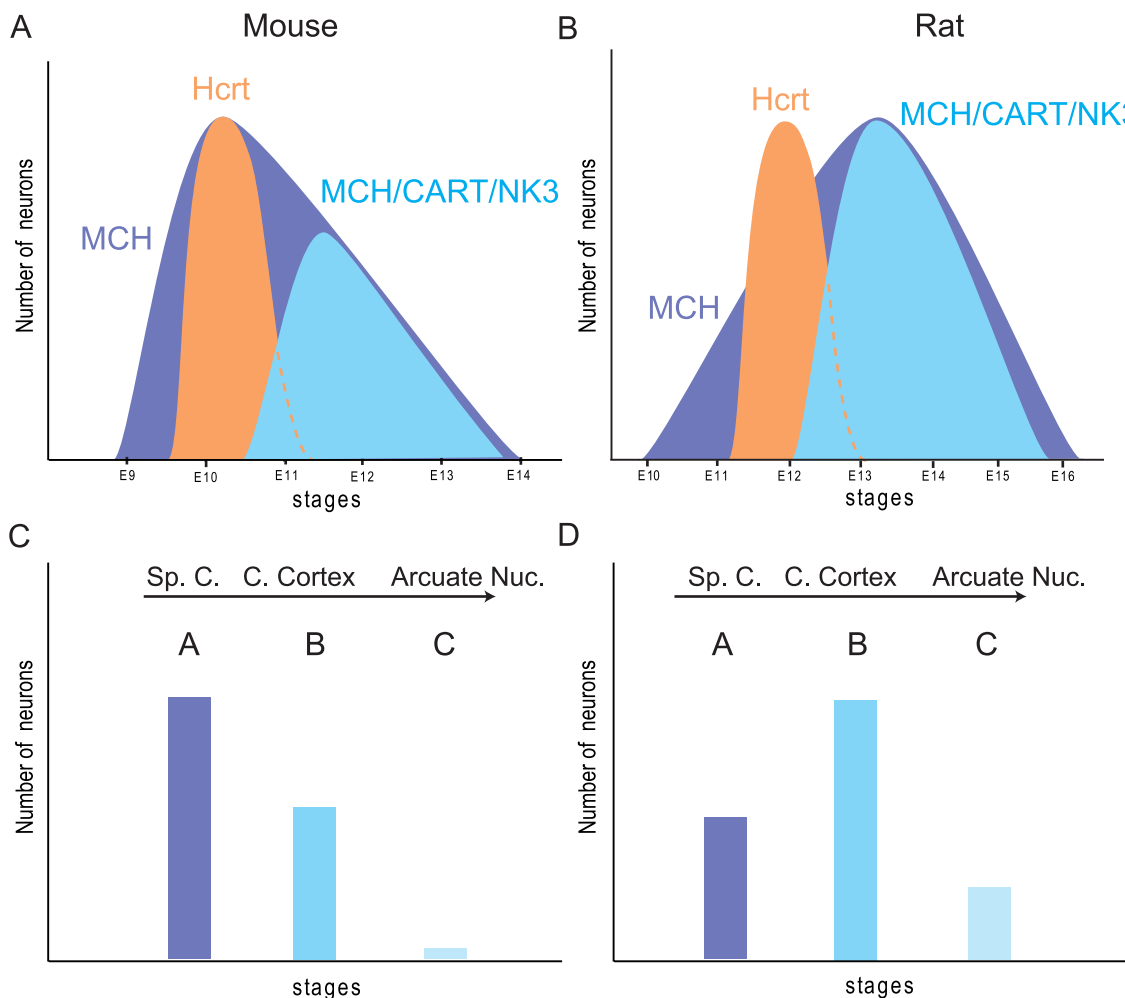 A
Mouse
Hcrt
MCH/CART/NK3
MCH
Number of neurons
E9 E10 E11 E12 E13 E14
stages
B
Rat
Hcrt
MCH/CART/NK3
MCH
Number of neurons
E10 E11 E12 E13 E14 E15 E16
stages
C
Sp. C. C. Cortex Arcuate Nuc.
A B C
Number of neurons
stages
D
Sp. C. C. Cortex Arcuate Nuc.
A B C
Number of neurons
stages